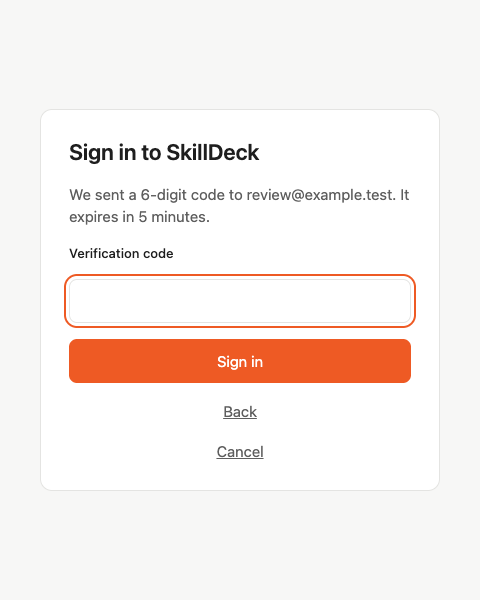 Sign in to SkillDeck
We sent a 6-digit code to review@example.test. It
expires in 5 minutes.
Verification code
Sign in
Back
Cancel